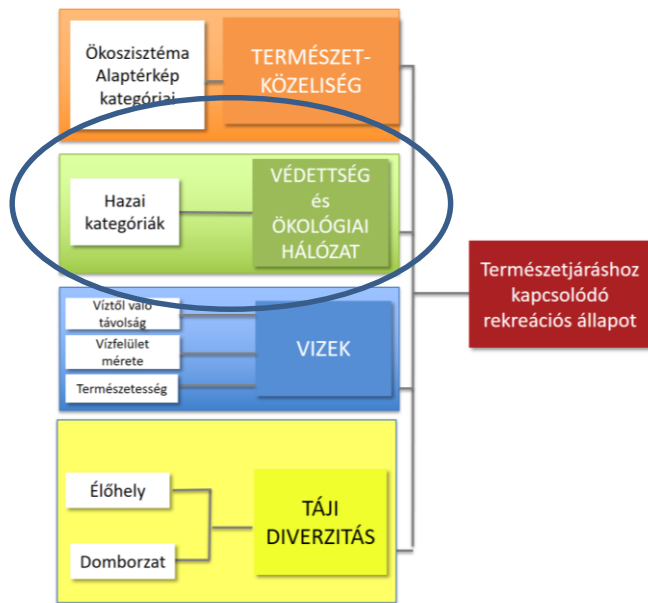 Ökoszisztéma
Alaptérkép
kategóriai
TERMÉSZET-
KÖZELISÉG
Hazai
kategóriák
VÉDETTSÉG
és
ÖKOLÓGIAI
HÁLÓZAT
Víztől való
távolság
Vízfelület
mérete
Természetesség
VIZEK
Élőhely
Domborzat
TÁJI
DIVERZITÁS
Természetjáráshoz
kapcsolódó
rekreációs állapot